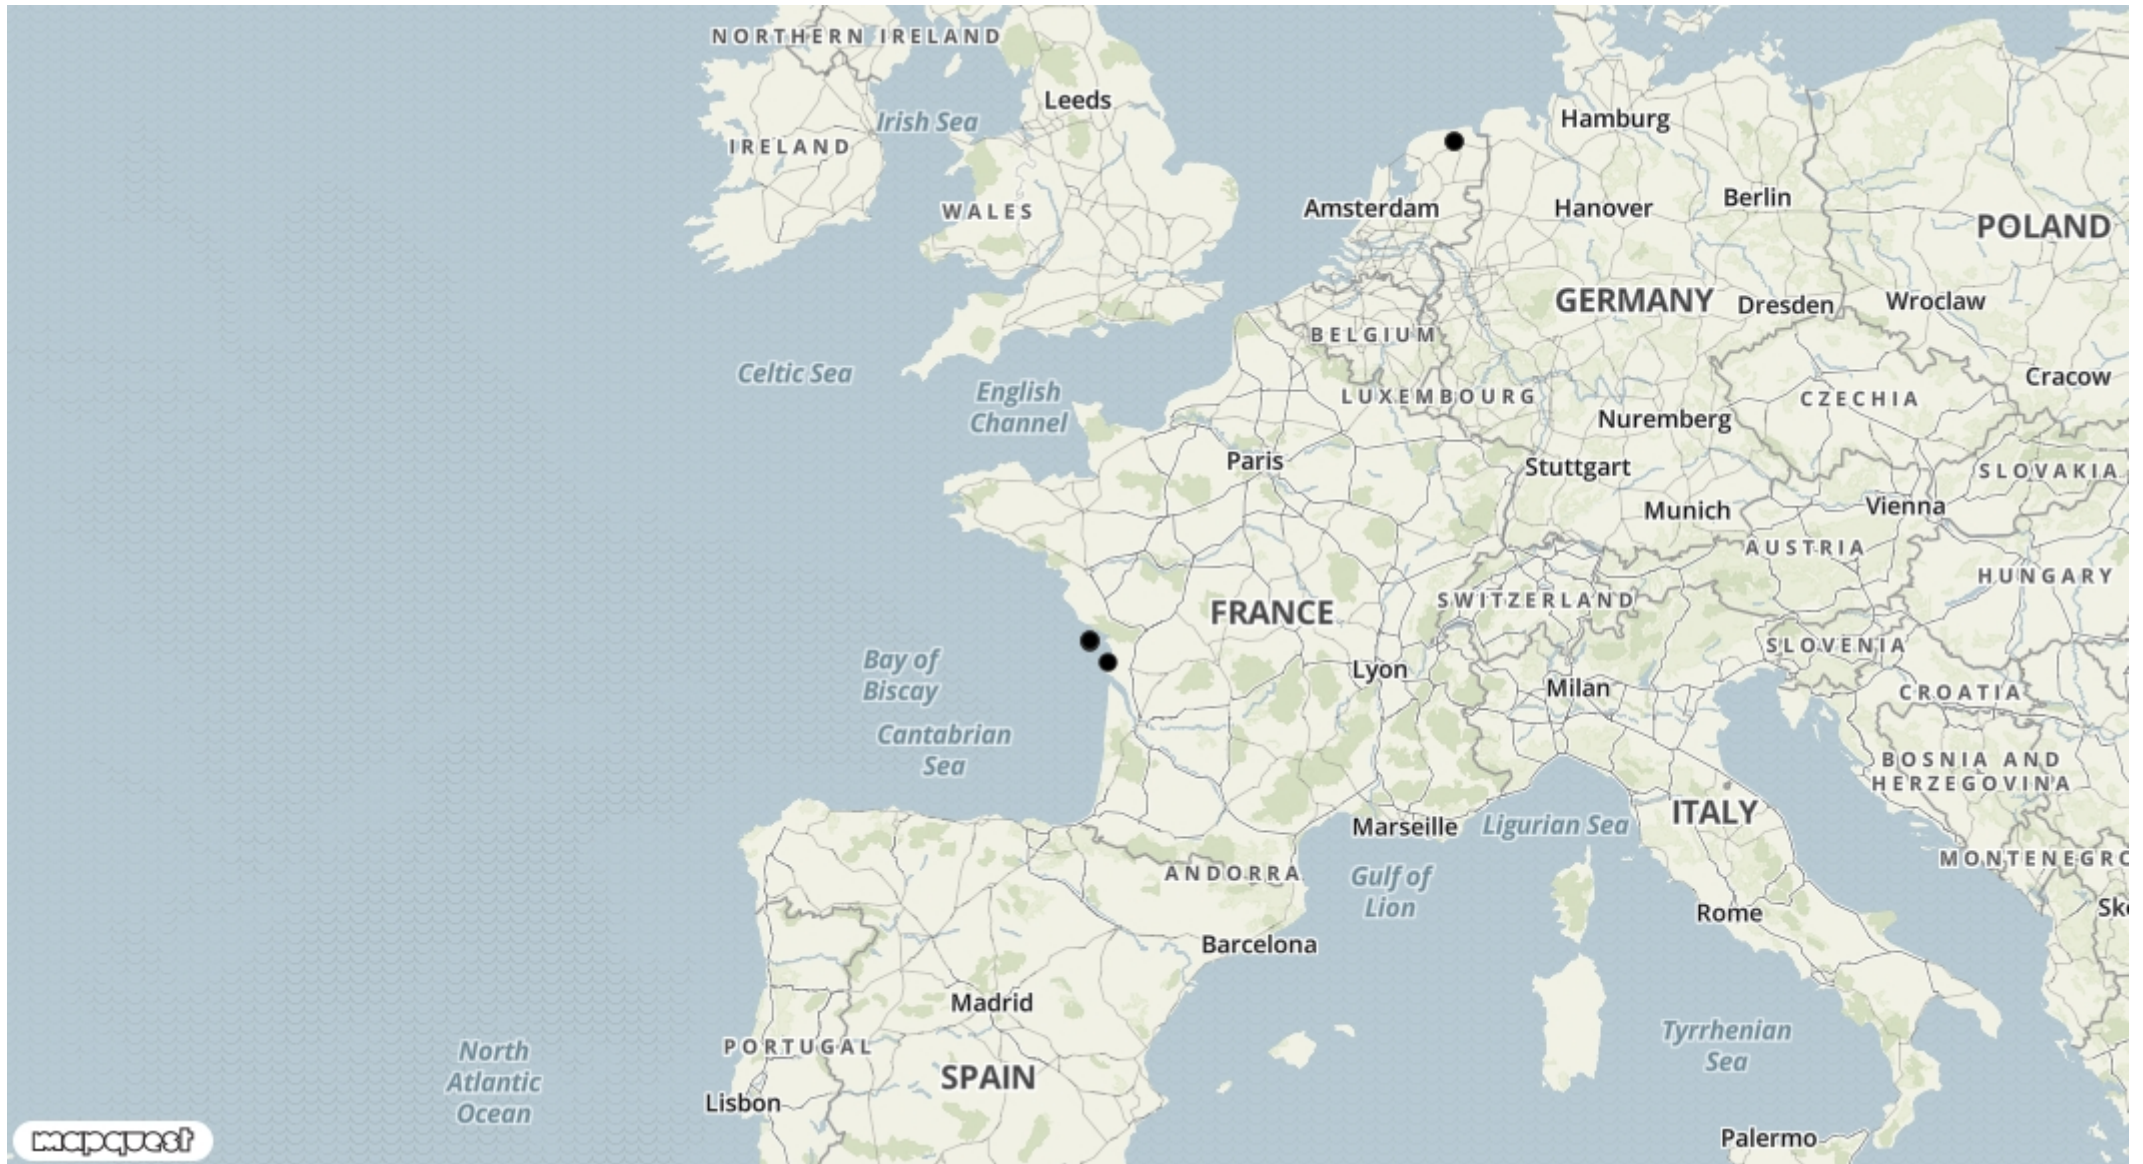 NORTHERN IRELAND
Leeds
Hamburg
Irish Sea
IRELAND
WALES
Amsterdam
Hanover
Berlin
POLAND
GERMANY
Dresden
Wroclaw
BELGIUM
Celtic Sea
English
Channel
LUXEMBOURG
Cracow
CZECHIA
Nuremberg
Paris
Stuttgart
SLOVAKIA
Munich
Vienna
AUSTRIA
HUNGARY
FRANCE
SWITZERLAND
SLOVENIA
Bay of
Biscay
Lyon
Milan
CROATIA
Cantabrian
Sea
BOSNIA AND
HERZEGOVINA
ITALY
Marseille
Ligurian Sea
MONTENEGRO
ANDORRA
Gulf of
Lion
Rome
Sk
Barcelona
Madrid
Tyrrhenian
Sea
PORTUGAL
North
Atlantic
Ocean
SPAIN
Lisbon
mapquest
Palermo